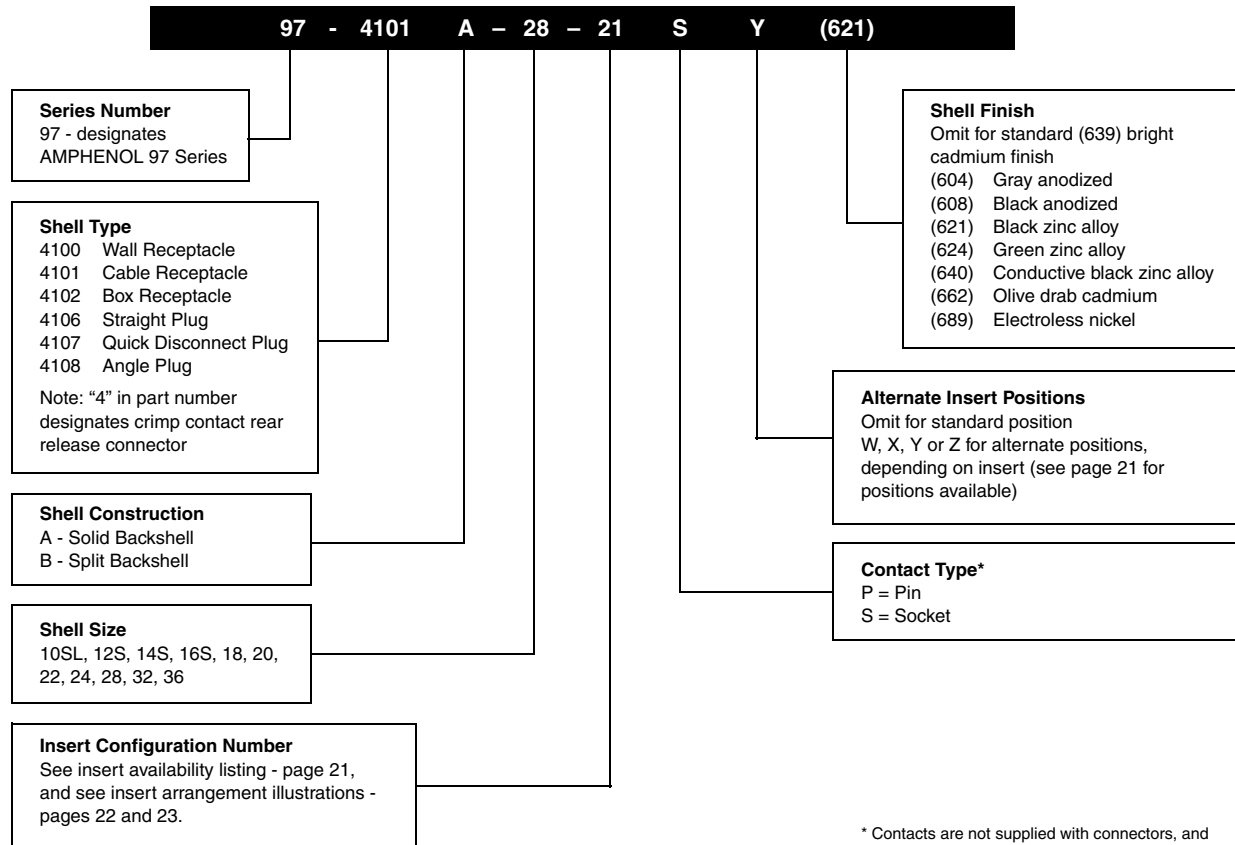 97 - 4101 A – 28 – 21 S Y (621)
Series Number
97 - designates
AMPHENOL 97 Series
Shell Type
4100 Wall Receptacle
4101 Cable Receptacle
4102 Box Receptacle
4106 Straight Plug
4107 Quick Disconnect Plug
4108 Angle Plug
Note: “4” in part number
designates crimp contact rear
release connector
Shell Construction
A - Solid Backshell
B - Split Backshell
Shell Size
10SL, 12S, 14S, 16S, 18, 20,
22, 24, 28, 32, 36
Insert Configuration Number
See insert availability listing - page 21,
and see insert arrangement illustrations -
pages 22 and 23.
Shell Finish
Omit for standard (639) bright
cadmium finish
(604) Gray anodized
(608) Black anodized
(621) Black zinc alloy
(624) Green zinc alloy
(640) Conductive black zinc alloy
(662) Olive drab cadmium
(689) Electroless nickel
Alternate Insert Positions
Omit for standard position
W, X, Y or Z for alternate positions,
depending on insert (see page 21 for
positions available)
Contact Type*
P = Pin
S = Socket
* Contacts are not supplied with connectors, and